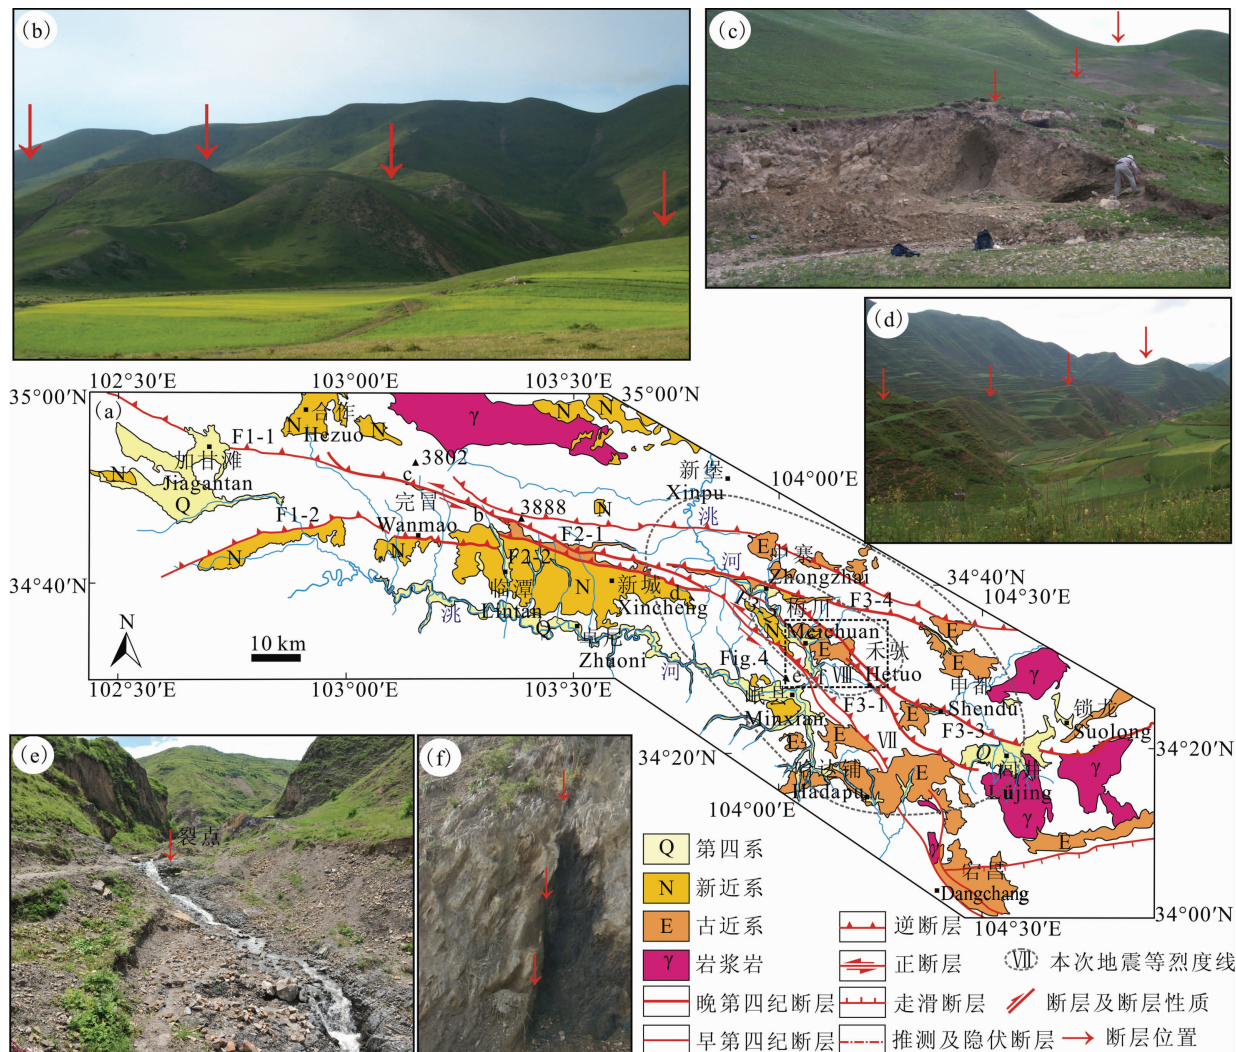 (b)
(c)
(d)
102°30′E
103°00′E
103°30′E
35°00′N
35°00′N
(a)
N
合作
Hezuo
N
γ
N
N
F1-1
加甘滩
Jiagantan
N
Q
3802
c
完冒
Wanmao
b
3888
N
新堡
Xinpu
104°00′E
洮
河
F1-2
N
N
F2-1
F2-2
临潭
Lintan
N
新城
Xincheng
d
E
中寨
Zhongzhai
34°40′N
34°40′N
104°30′E
F3-2
梅川
Meichuan
F3-4
N
E
E
E
禾驮
Hetuo
Ⅷ
e
f
Fig.4
N
10 km
洮
Q
卓尼
Zhuoni
河
岷县
Minxian
F3-1
Ⅶ
申都
Shendu
γ
锁龙
Suolong
F3-3
E
102°30′E
103°00′E
103°30′E
E
E
Q
闾井
Lüjing
γ
γ
34°20′N
34°20′N
哈达铺
Hadapu
E
104°00′E
γ
E
宕昌
Dangchang
34°00′N
104°30′E
(e)
裂点
(f)
Q 第四系
N 新近系
E 古近系
γ 岩浆岩
晚第四纪断层
早第四纪断层
逆断层
正断层
走滑断层
推测及隐伏断层
Ⅶ 本次地震等烈度线
断层及断层性质
断层位置